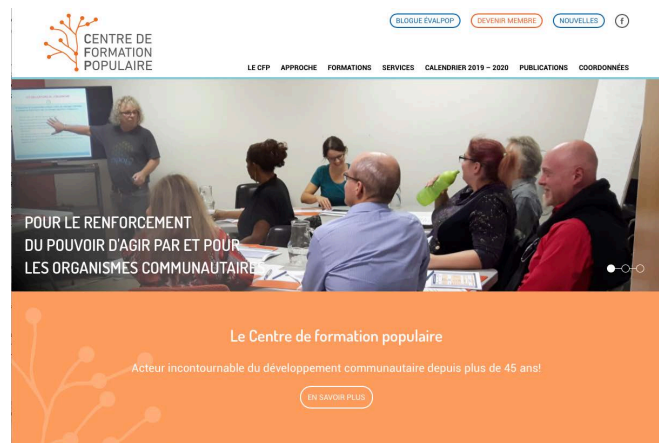 CENTRE DE
FORMATION
POPULAIRE
BLOGUE ÉVALPOP
DEVENIR MEMBRE
NOUVELLES
f
LE CFP
APPROCHE
FORMATIONS
SERVICES
CALENDRIER 2019 – 2020
PUBLICATIONS
COORDONNÉES
POUR LE RENFORCEMENT
DU POUVOIR D'AGIR PAR ET POUR
LES ORGANISMES COMMUNAUTAIRES
Le Centre de formation populaire
Acteur incontournable du développement communautaire depuis plus de 45 ans!
EN SAVOIR PLUS